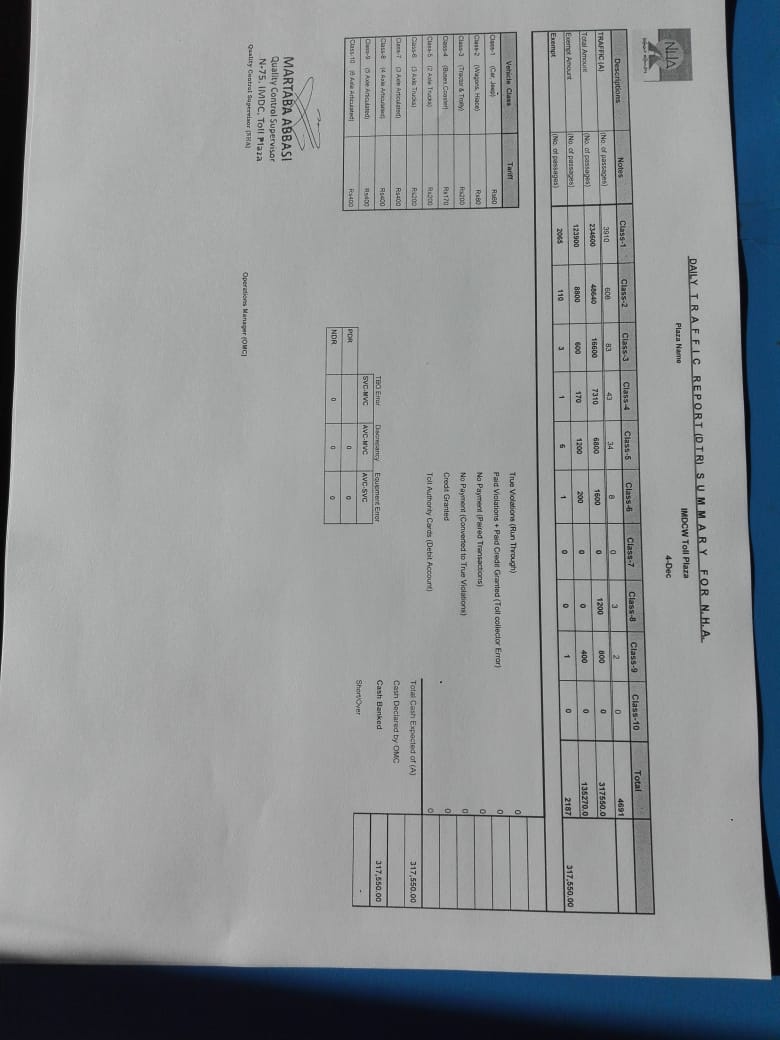 NHA
DAILY TRAFFIC REPORT (DTR) SUMMARY FOR N.H.A.
Plaza Name IMDCW Toll Plaza
4-Dec
Descriptions Notes Class-1 Class-2 Class-3 Class-4 Class-5 Class-6 Class-7 Class-8 Class-9 Class-10 Total
TRAFFIC (A) (No. of passages) 3910 608 83 43 34 8 0 3 2 0 4691
Total Amount (No. of passages) 234600 48640 16600 7310 6800 1600 0 1200 800 0 317550.0
Exempt Amount (No. of passages) 123900 8800 600 170 1200 200 0 0 400 0 135270.0
Exempt (No. of passages) 2065 110 3 1 6 1 0 0 1 0 2187 317,550.00
Vehicle Class Tariff
Class-1 (Car, Jeep) Rs60
Class-2 (Wagons, Hiace) Rs80
Class-3 (Tractor & Trolly) Rs200
Class-4 (Buses,Coaster) Rs170
Class-5 (2 Axle Trucks) Rs200
Class-6 (3 Axle Trucks) Rs200
Class-7 (3 Axle Articulated) Rs400
Class-8 (4 Axle Articulated) Rs400
Class-9 (5 Axle Articulated) Rs400
Class-10 (6 Axle Articulated) Rs400
True Violations (Run Through) 0
Paid Violations + Paid Credit Granted (Toll collector Error) 0
No Payment (Paired Transactions) 0
No Payment (Converted to True Violations) 0
Credit Granted 0
Toll Authority Cards (Debit Account) 0
Total Cash Expected of (A) 317,550.00
Cash Declared by OMC
Cash Banked 317,550.00
Short/Over -
TBO Error Discrepancy Equipment Error
SVC-MVC AVC-MVC AVC-SVC
PDR 0 0
NDR 0 0 0
MARTABA ABBASI
Quality Control Supervisor
N-75, IMDC, Toll Plaza
Quality Control Supervisor (NHA) Operations Manager (OMC)